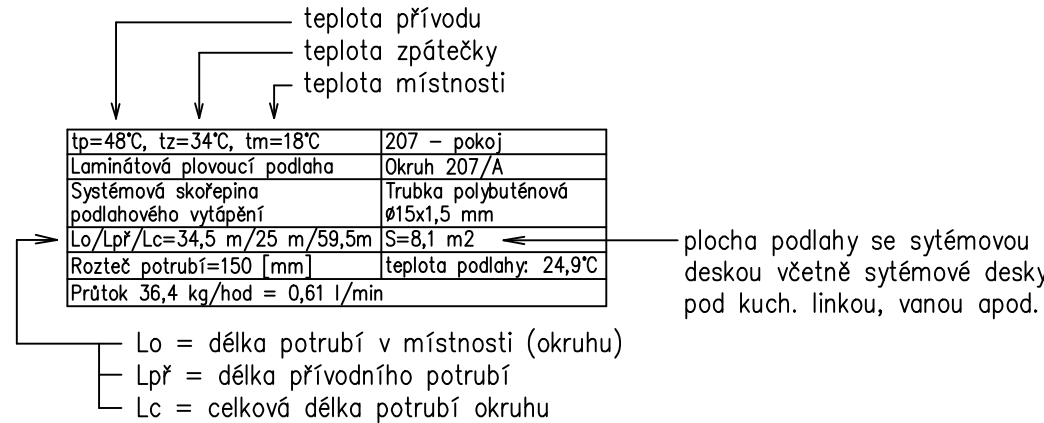 teplota přívodu
teplota zpátečky
teplota místnosti
tp=48°C, tz=34°C, tm=18°C 207 – pokoj
Laminátová plovoucí podlaha Okruh 207/A
Systémová skořepina Trubka polybuténová
podlahového vytápění Ø15x1,5 mm
Lo/Lpř/Lc=34,5 m/25 m/59,5m S=8,1 m2
Rozteč potrubí=150 [mm] teplota podlahy: 24,9°C
Průtok 36,4 kg/hod = 0,61 l/min
plocha podlahy se sytémovou
deskou včetně sytémové desky
pod kuch. linkou, vanou apod.
Lo = délka potrubí v místnosti (okruhu)
Lpř = délka přívodního potrubí
Lc = celková délka potrubí okruhu